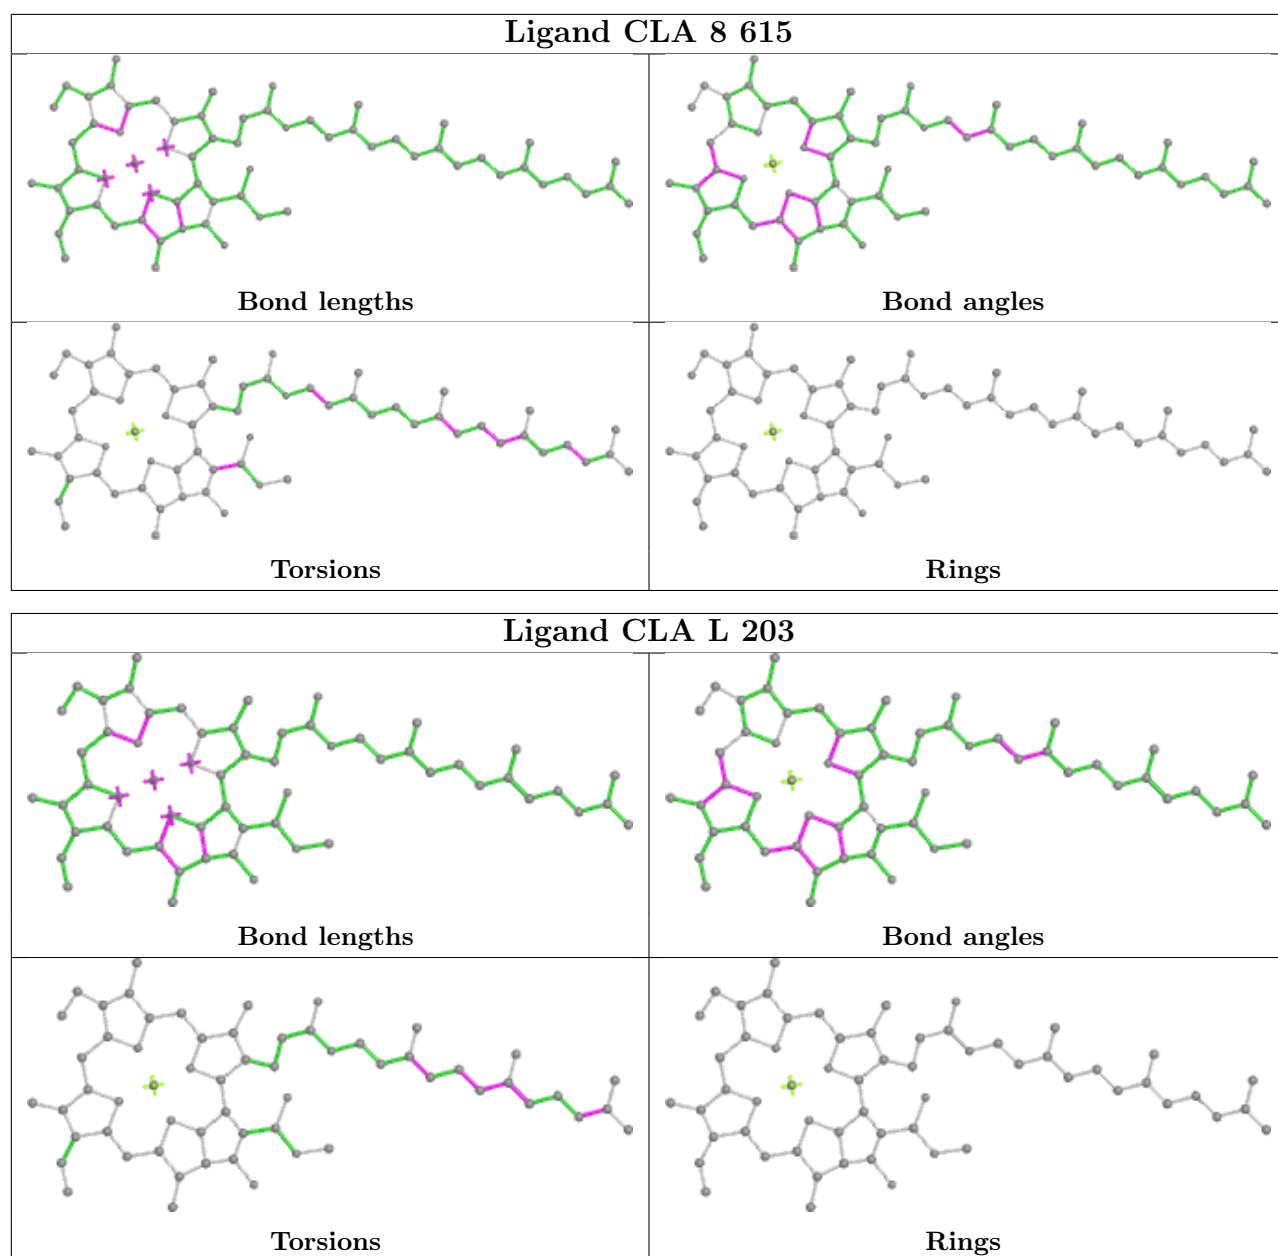 Ligand CLA 8 615
Bond lengths
Bond angles
Torsions
Rings
Ligand CLA L 203
Bond lengths
Bond angles
Torsions
Rings